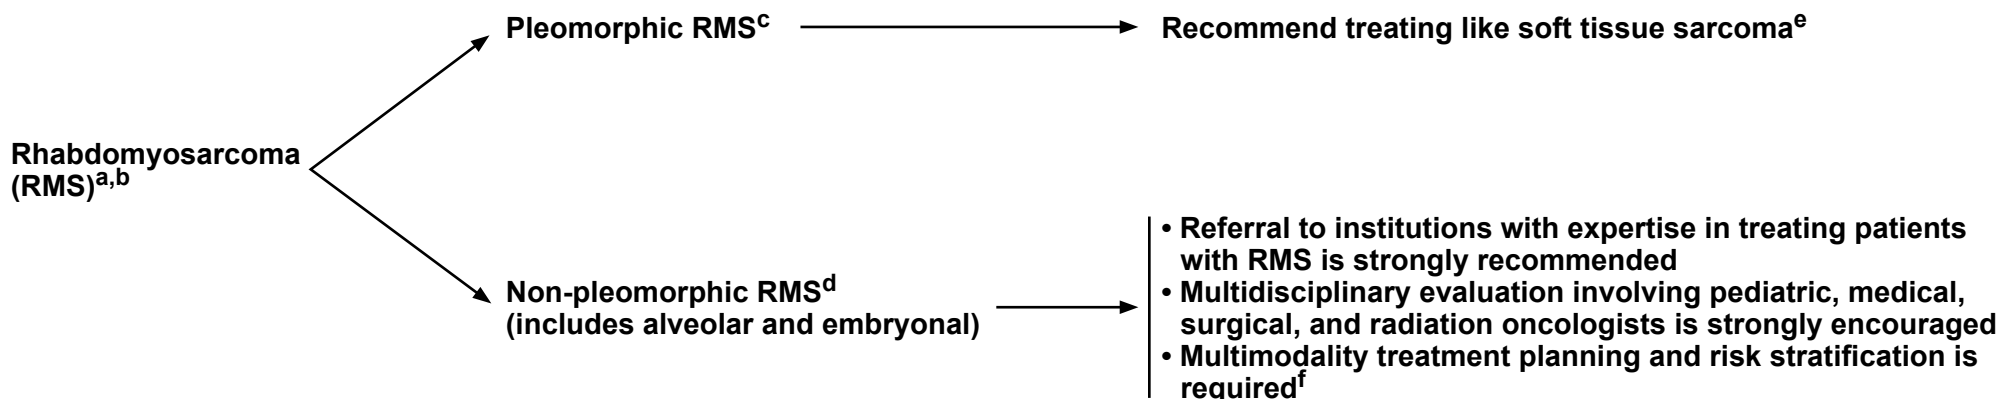 Pleomorphic RMSc
Recommend treating like soft tissue sarcomae
Rhabdomyosarcoma
(RMS)a,b
Non-pleomorphic RMSd
(includes alveolar and embryonal)
• Referral to institutions with expertise in treating patients
with RMS is strongly recommended
• Multidisciplinary evaluation involving pediatric, medical,
surgical, and radiation oncologists is strongly encouraged
• Multimodality treatment planning and risk stratification is
requiredf